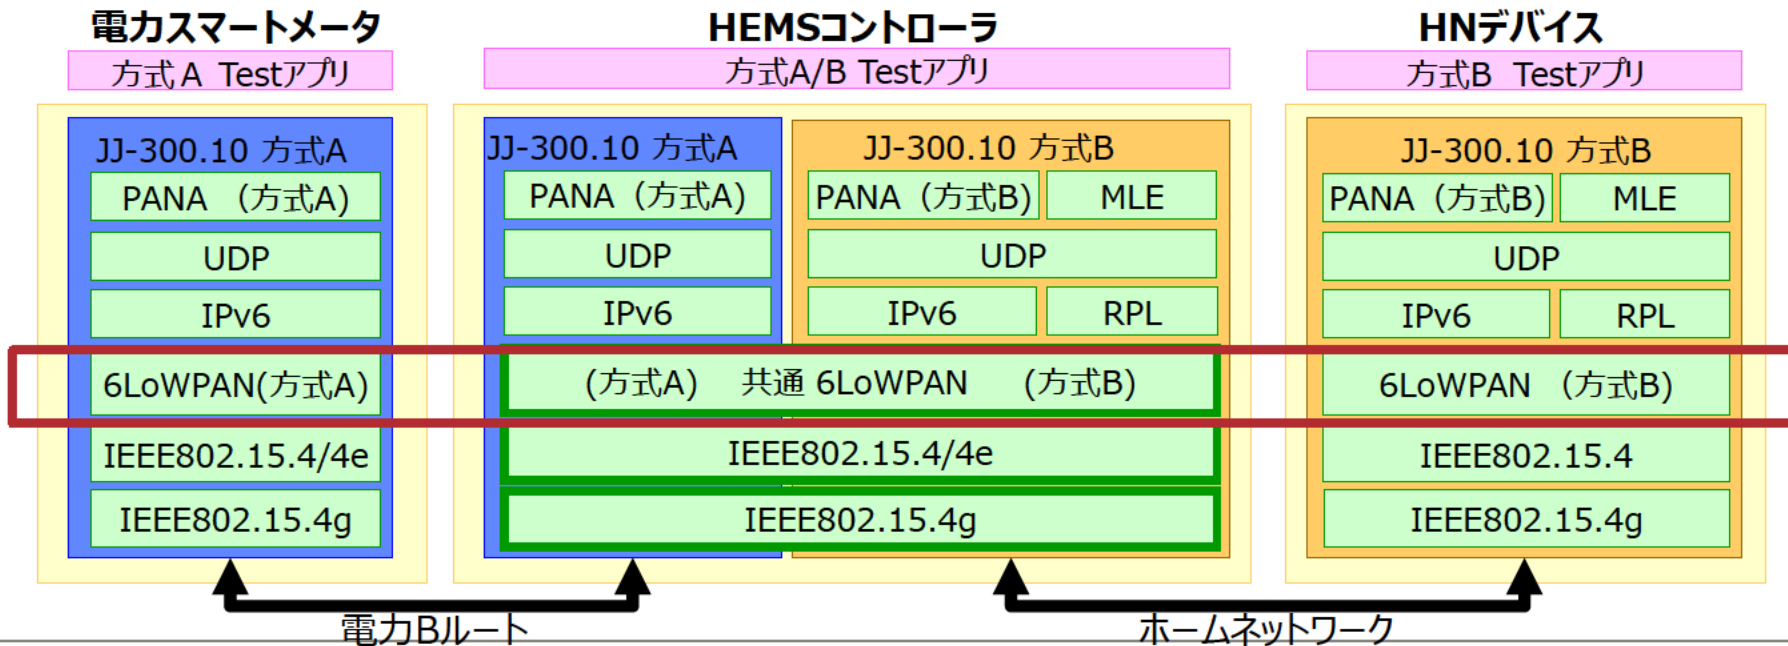 電力スマートメータ
方式A Testアプリ
JJ-300.10 方式A
PANA （方式A)
UDP
IPv6
6LoWPAN(方式A)
IEEE802.15.4/4e
IEEE802.15.4g
HEMSコントローラ
方式A/B Testアプリ
JJ-300.10 方式A
PANA（方式A)
UDP
IPv6
JJ-300.10 方式B
PANA（方式B)
MLE
UDP
IPv6
RPL
(方式A) 共通 6LoWPAN (方式B)
IEEE802.15.4/4e
IEEE802.15.4g
HNデバイス
方式B Testアプリ
JJ-300.10 方式B
PANA（方式B)
MLE
UDP
IPv6
RPL
6LoWPAN （方式B)
IEEE802.15.4
IEEE802.15.4g
電力Bルート
ホームネットワーク